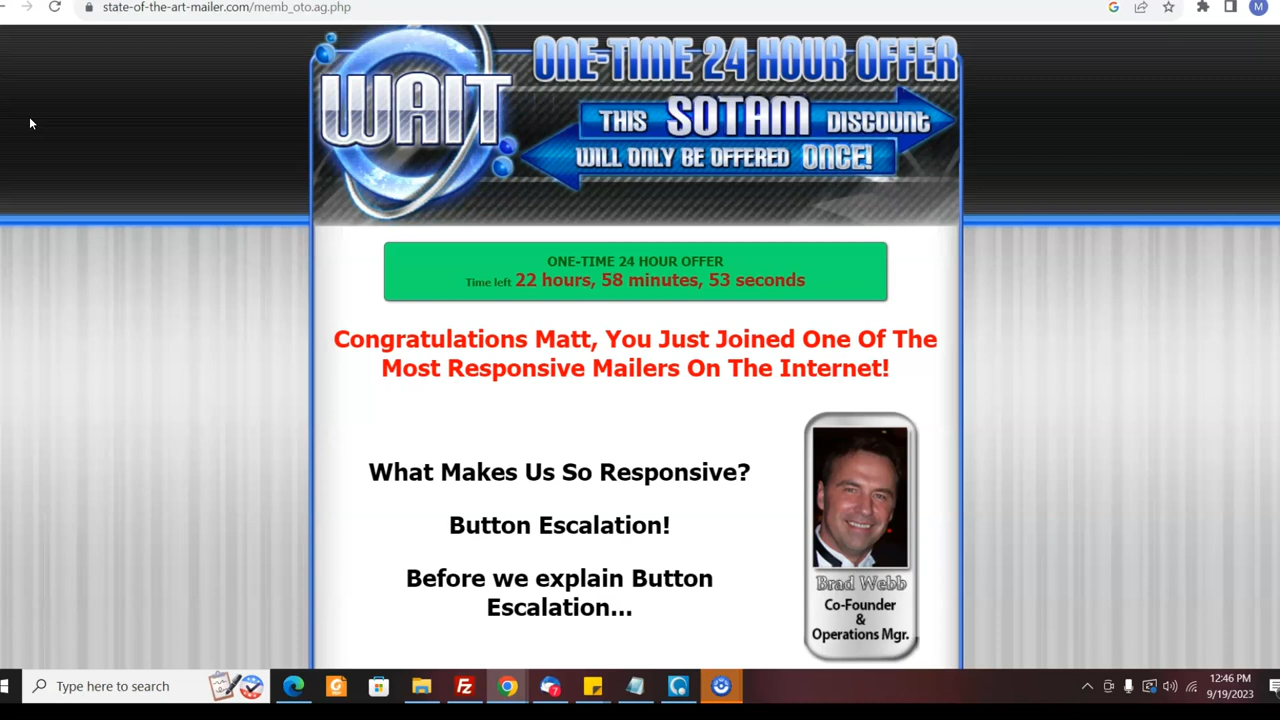 state-of-the-art-mailer.com/memb_oto.ag.php
M
WAIT
ONE-TIME 24 HOUR OFFER
THIS SOTAM DISCOUNT
WILL ONLY BE OFFERED ONCE!
ONE-TIME 24 HOUR OFFER
Time left 22 hours, 58 minutes, 53 seconds
Congratulations Matt, You Just Joined One Of The
Most Responsive Mailers On The Internet!
What Makes Us So Responsive?
Button Escalation!
Before we explain Button
Escalation...
Brad Webb
Co-Founder
&
Operations Mgr.
Type here to search
12:46 PM
9/19/2023